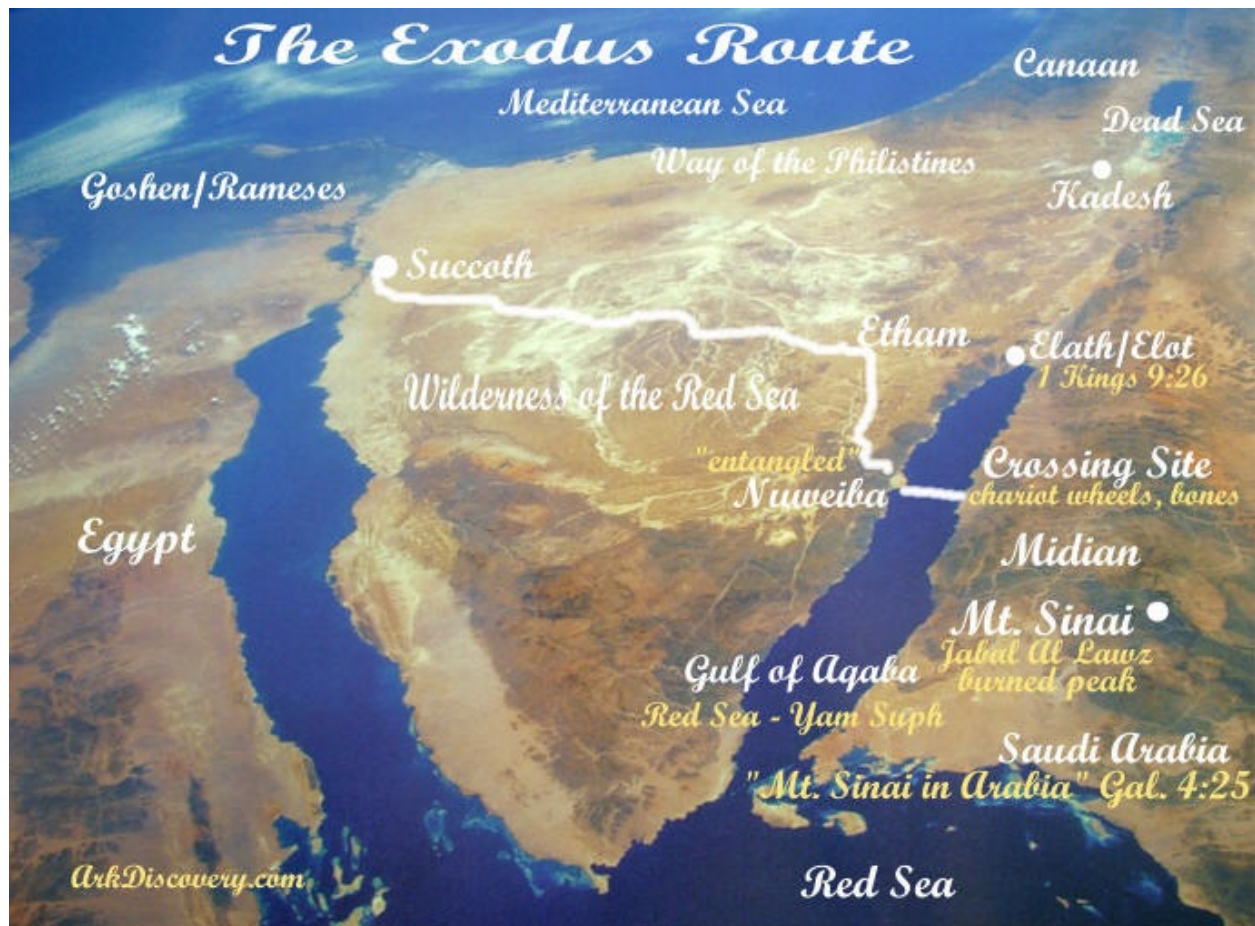 The Exodus Route
Canaan
Mediterranean Sea
Dead Sea
Way of the Philistines
Goshen/Rameses
Kadesh
Succoth
Etham
Elath/Elot
1 Kings 9:26
Wilderness of the Red Sea
"entangled"
Crossing Site
Nuweiba
chariot wheels, bones
Egypt
Midian
Mt. Sinai
Jabal Al Lawz
burned peak
Gulf of Aqaba
Red Sea - Yam Suph
Saudi Arabia
"Mt. Sinai in Arabia" Gal. 4:25
ArkDiscovery.com
Red Sea